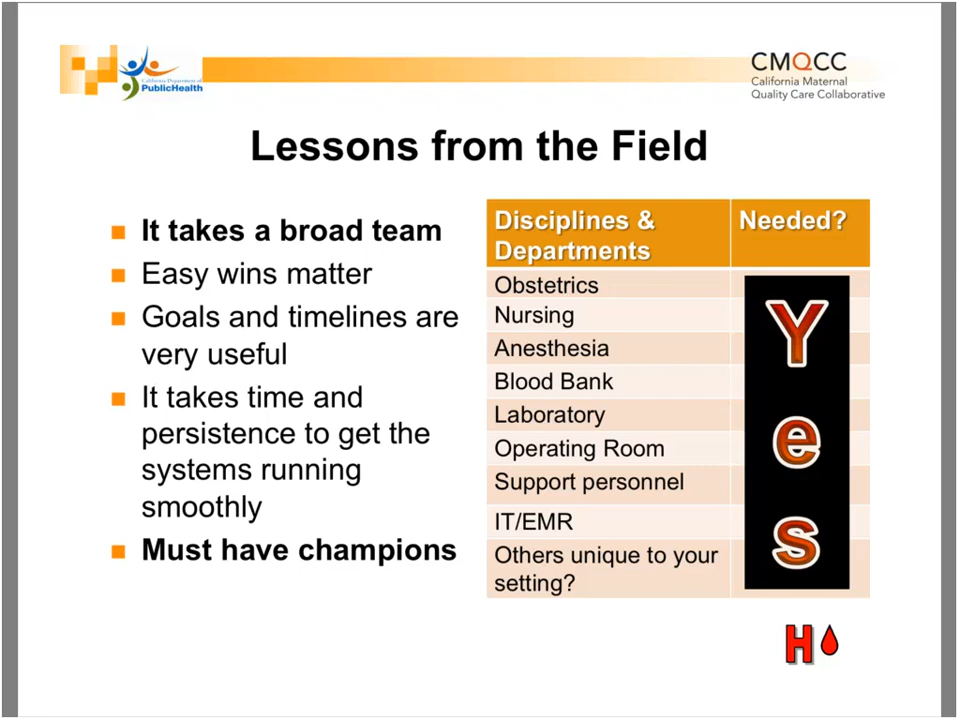 California Department of
PublicHealth
CMQCC
California Maternal
Quality Care Collaborative
Lessons from the Field
It takes a broad team
Easy wins matter
Goals and timelines are
very useful
It takes time and
persistence to get the
systems running
smoothly
Must have champions
Disciplines &
Departments
Needed?
Obstetrics
Nursing
Anesthesia
Blood Bank
Laboratory
Operating Room
Support personnel
IT/EMR
Others unique to your
setting?
Yes
H